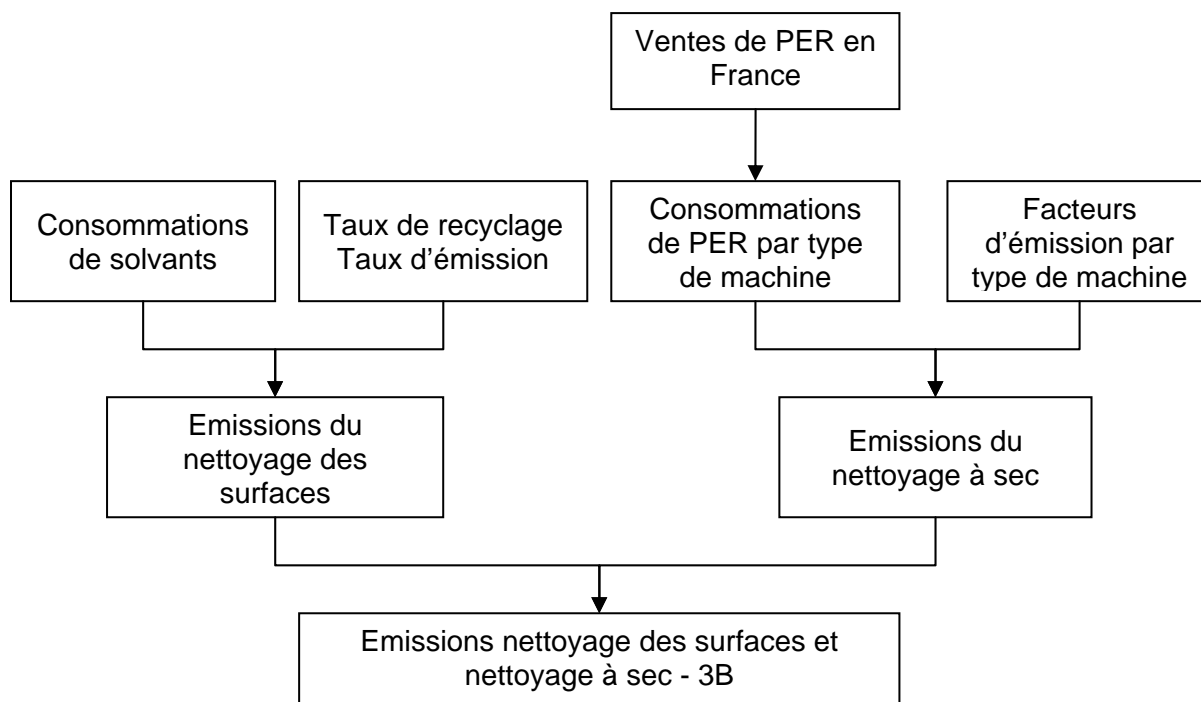 Ventes de PER en
France
Consommations
de solvants
Taux de recyclage
Taux d'émission
Consommations
de PER par type
de machine
Facteurs
d'émission par
type de machine
Emissions du
nettoyage des
surfaces
Emissions du
nettoyage à sec
Emissions nettoyage des surfaces et
nettoyage à sec - 3B